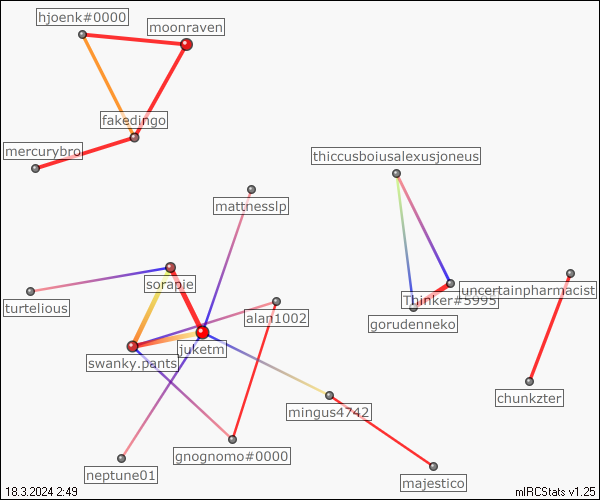 hjoenk#0000
moonraven
fakedingo
mercurybro
thiccusboiusalexusjoneus
mattnesslp
sorapie
turtelious
uncertainpharmacist
Thinker#5995
alan1002
gorudenneko
juketm
swanky.pants
chunkzter
mingus4742
gnognomo#0000
neptune01
majestico
18.3.2024 2:49
mIRCStats v1.25